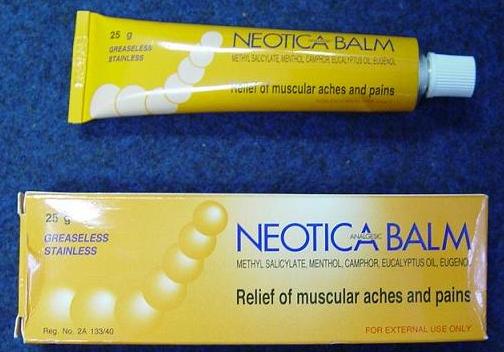 25 g
GREASELESS
STAINLESS
NEOTICA BALM
METHYL SALICYLATE, MENTHOL, CAMPHOR, EUCALYPTUS OIL, EUGENOL
Relief of muscular aches and pains
25 g
GREASELESS
STAINLESS
NEOTICA ANALGESIC BALM
METHYL SALICYLATE, MENTHOL, CAMPHOR, EUCALYPTUS OIL, EUGENO
Relief of muscular aches and pains
Reg. No. 2A 133/40
FOR EXTERNAL USE ONLY